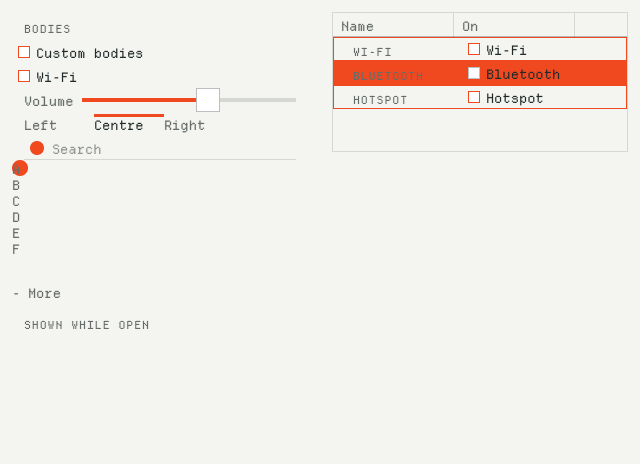 BODIES
Custom bodies
Wi-Fi
Volume
Left Centre Right
Search
A
B
C
D
E
F
- More
SHOWN WHILE OPEN
Name On
WI-FI Wi-Fi
BLUETOOTH Bluetooth
HOTSPOT Hotspot